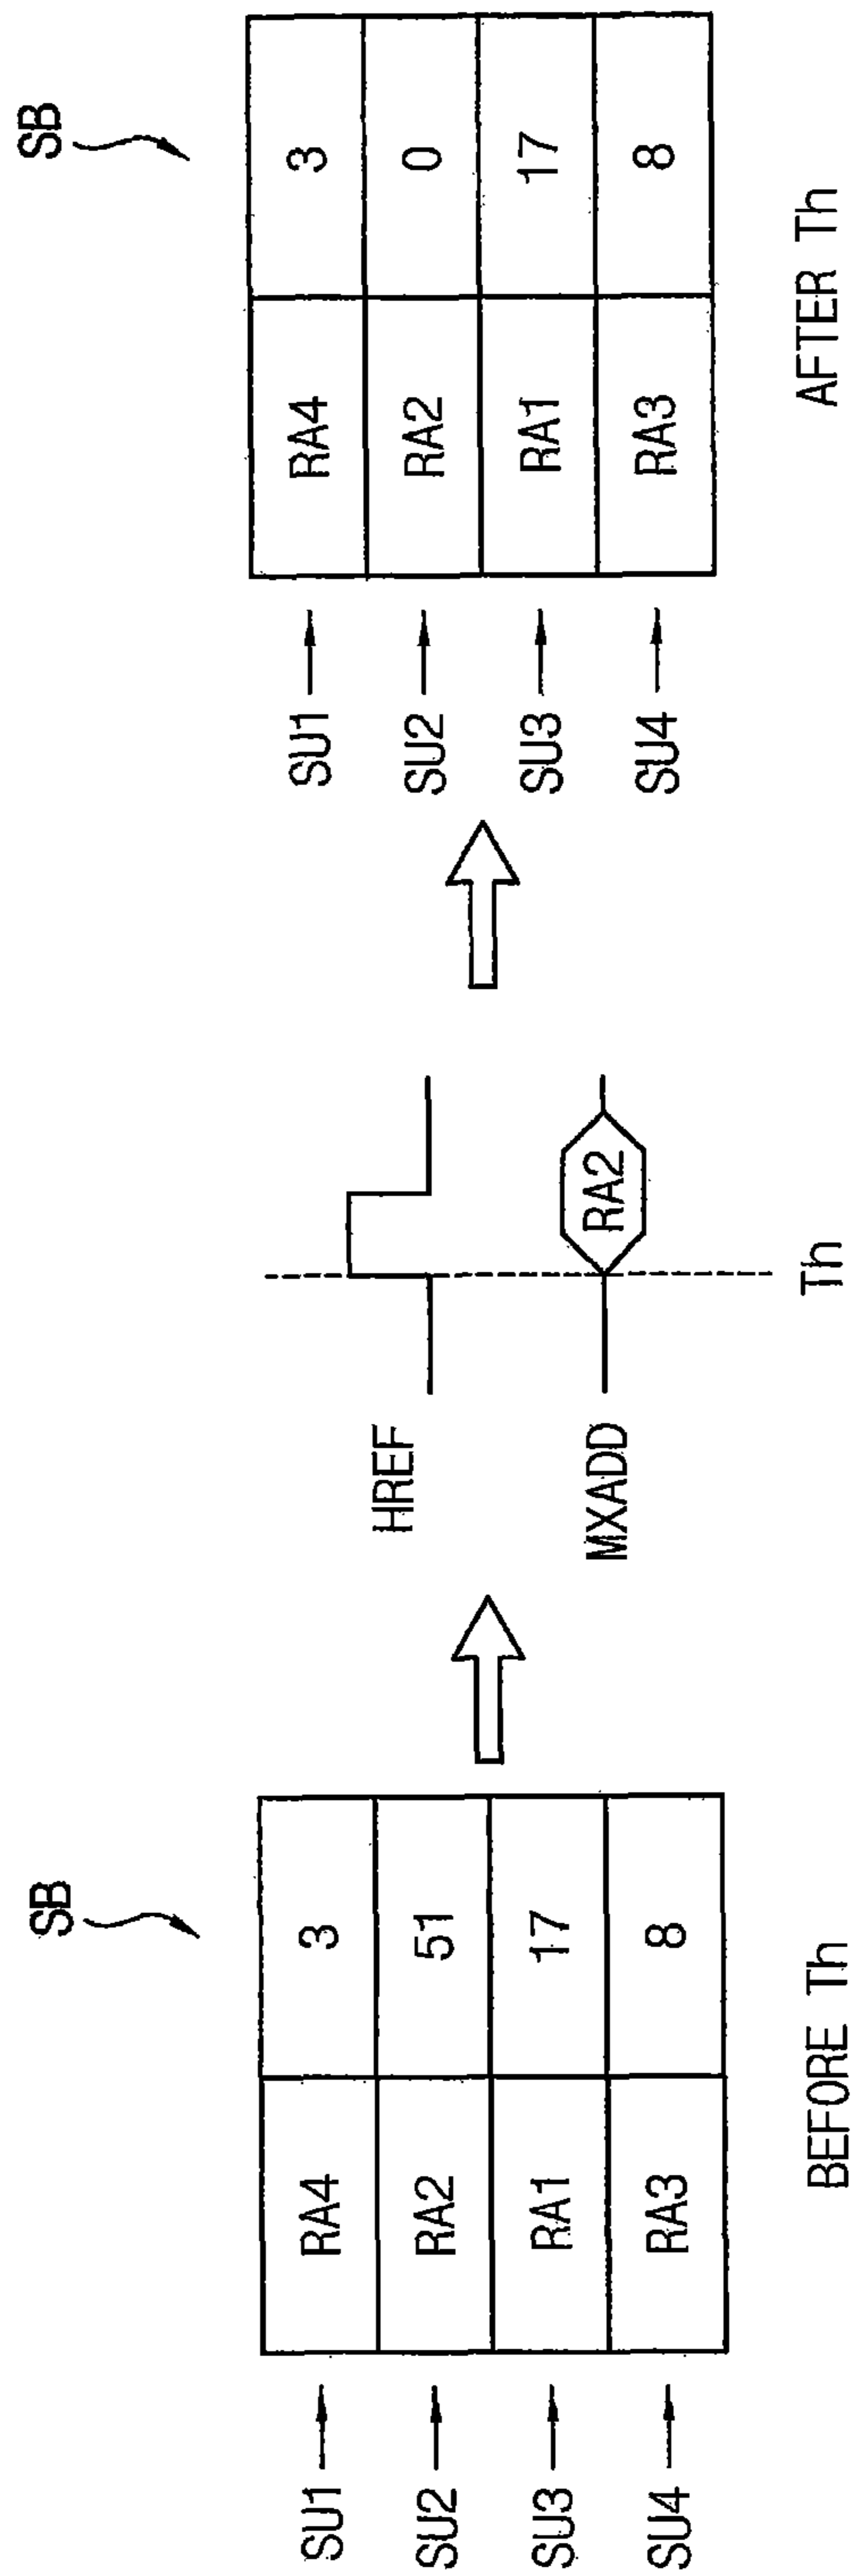 SB
SU1 RA4 3
SU2 RA2 51
SU3 RA1 17
SU4 RA3 8
BEFORE Th
HREF
MXADD RA2
Th
SB
SU1 RA4 3
SU2 RA2 0
SU3 RA1 17
SU4 RA3 8
AFTER Th